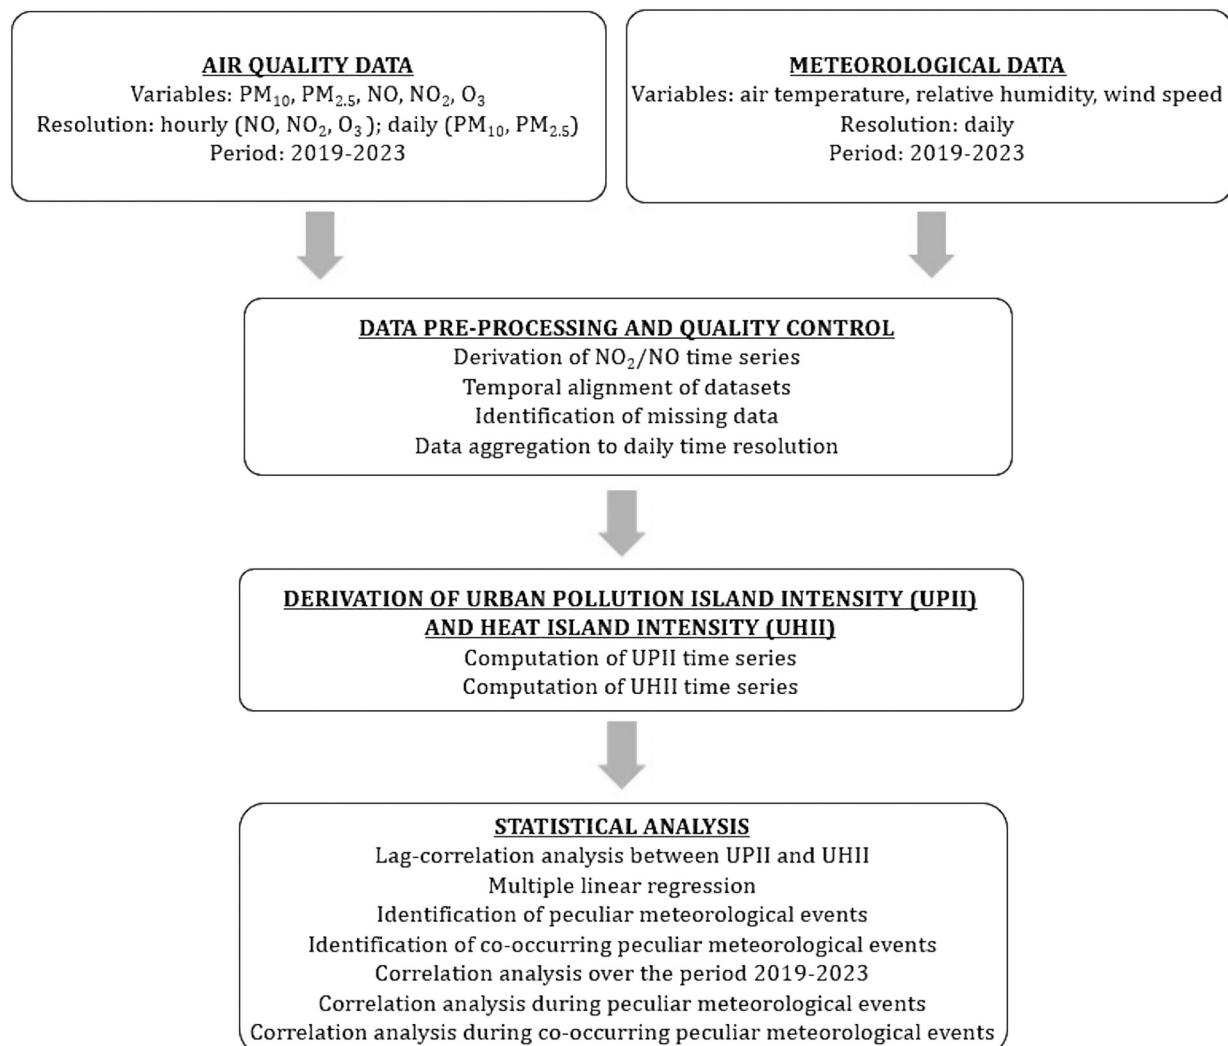 AIR QUALITY DATA
Variables: PM₁₀, PM₂.₅, NO, NO₂, O₃
Resolution: hourly (NO, NO₂, O₃); daily (PM₁₀, PM₂.₅)
Period: 2019-2023
METEOROLOGICAL DATA
Variables: air temperature, relative humidity, wind speed
Resolution: daily
Period: 2019-2023
DATA PRE-PROCESSING AND QUALITY CONTROL
Derivation of NO₂/NO time series
Temporal alignment of datasets
Identification of missing data
Data aggregation to daily time resolution
DERIVATION OF URBAN POLLUTION ISLAND INTENSITY (UPII)
AND HEAT ISLAND INTENSITY (UHII)
Computation of UPII time series
Computation of UHII time series
STATISTICAL ANALYSIS
Lag-correlation analysis between UPII and UHII
Multiple linear regression
Identification of peculiar meteorological events
Identification of co-occurring peculiar meteorological events
Correlation analysis over the period 2019-2023
Correlation analysis during peculiar meteorological events
Correlation analysis during co-occurring peculiar meteorological events